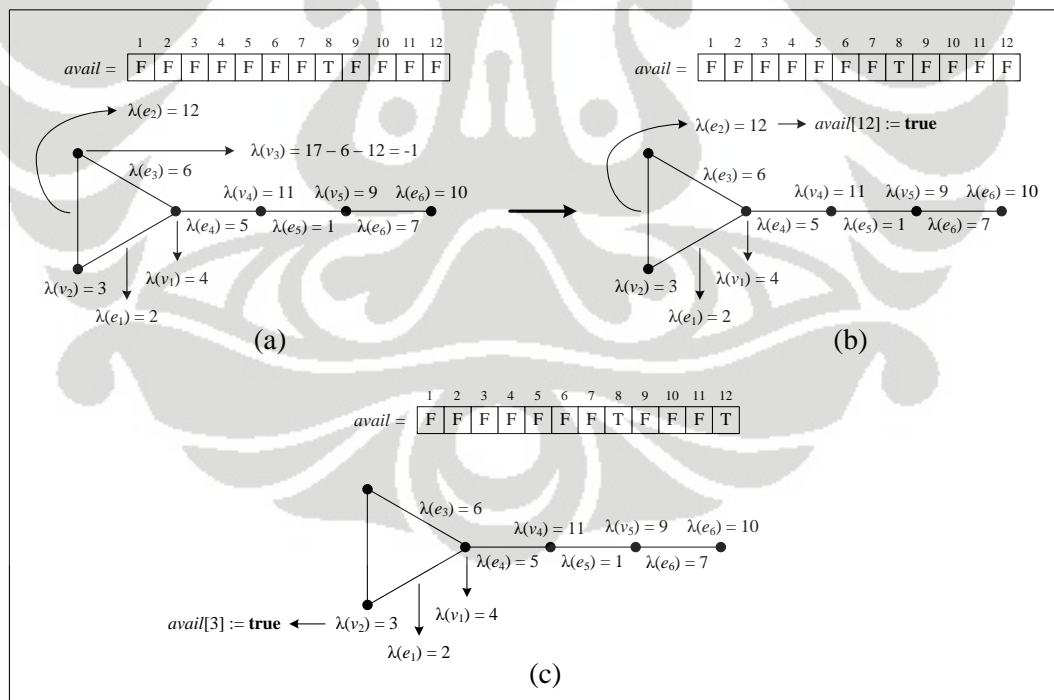 1 2 3 4 5 6 7 8 9 10 11 12
avail = F F F F F F F T F F F F
λ(e₂) = 12
λ(v₃) = 17 – 6 – 12 = -1
λ(e₃) = 6
λ(v₄) = 11 λ(v₅) = 9 λ(e₆) = 10
λ(e₄) = 5 λ(e₅) = 1 λ(e₆) = 7
λ(v₁) = 4
λ(v₂) = 3
λ(e₁) = 2
(a)
1 2 3 4 5 6 7 8 9 10 11 12
avail = F F F F F F F T F F F F
λ(e₂) = 12 avail[12] := true
λ(e₃) = 6
λ(v₄) = 11 λ(v₅) = 9 λ(e₆) = 10
λ(e₄) = 5 λ(e₅) = 1 λ(e₆) = 7
λ(v₁) = 4
λ(v₂) = 3
λ(e₁) = 2
(b)
1 2 3 4 5 6 7 8 9 10 11 12
avail = F F F F F F F T F F F T
λ(e₃) = 6
λ(v₄) = 11 λ(v₅) = 9 λ(e₆) = 10
λ(e₄) = 5 λ(e₅) = 1 λ(e₆) = 7
λ(v₁) = 4
avail[3] := true λ(v₂) = 3
λ(e₁) = 2
(c)